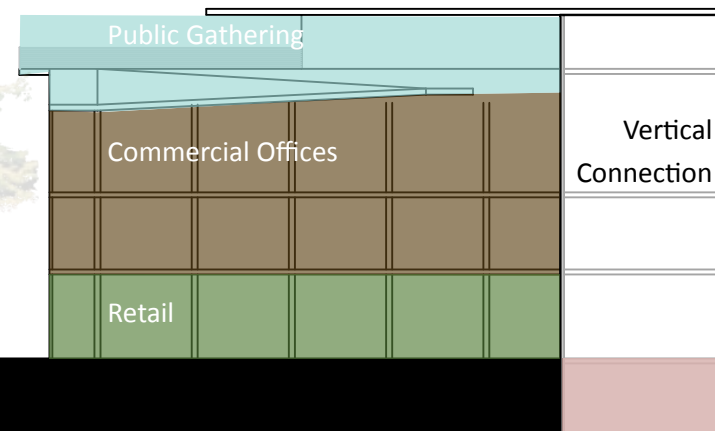 Public Gathering
Commercial Offices
Vertical
Connection
Retail